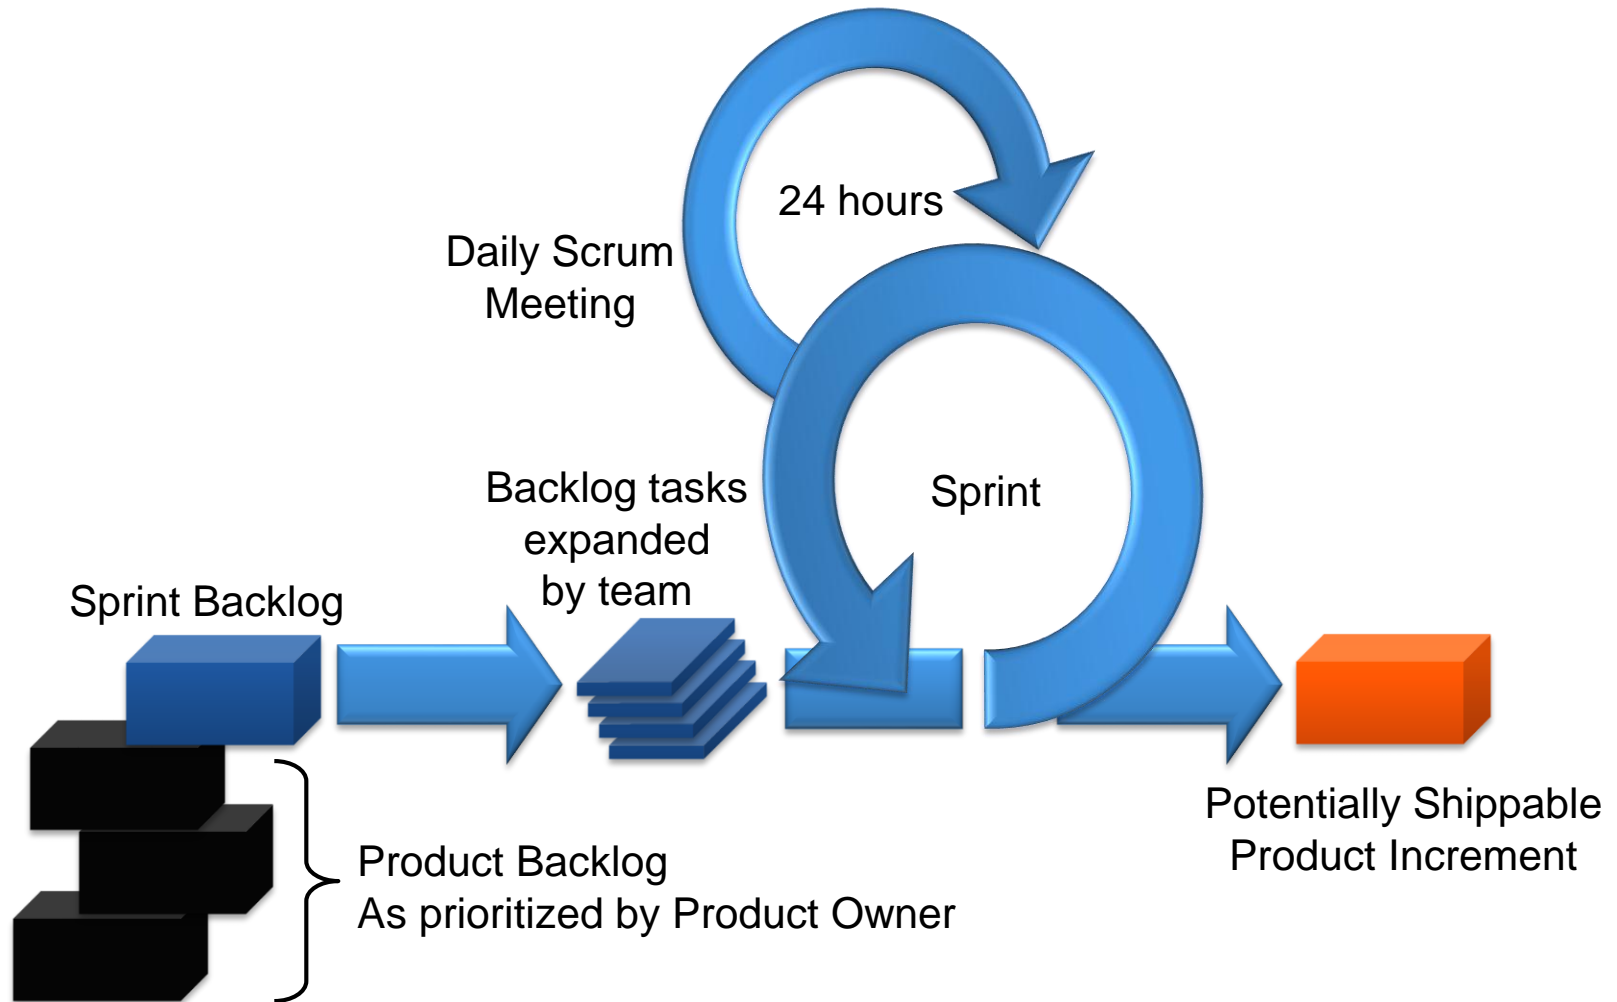 24 hours
Daily Scrum
Meeting
Backlog tasks
expanded
by team
Sprint
Sprint Backlog
Potentially Shippable
Product Increment
Product Backlog
As prioritized by Product Owner